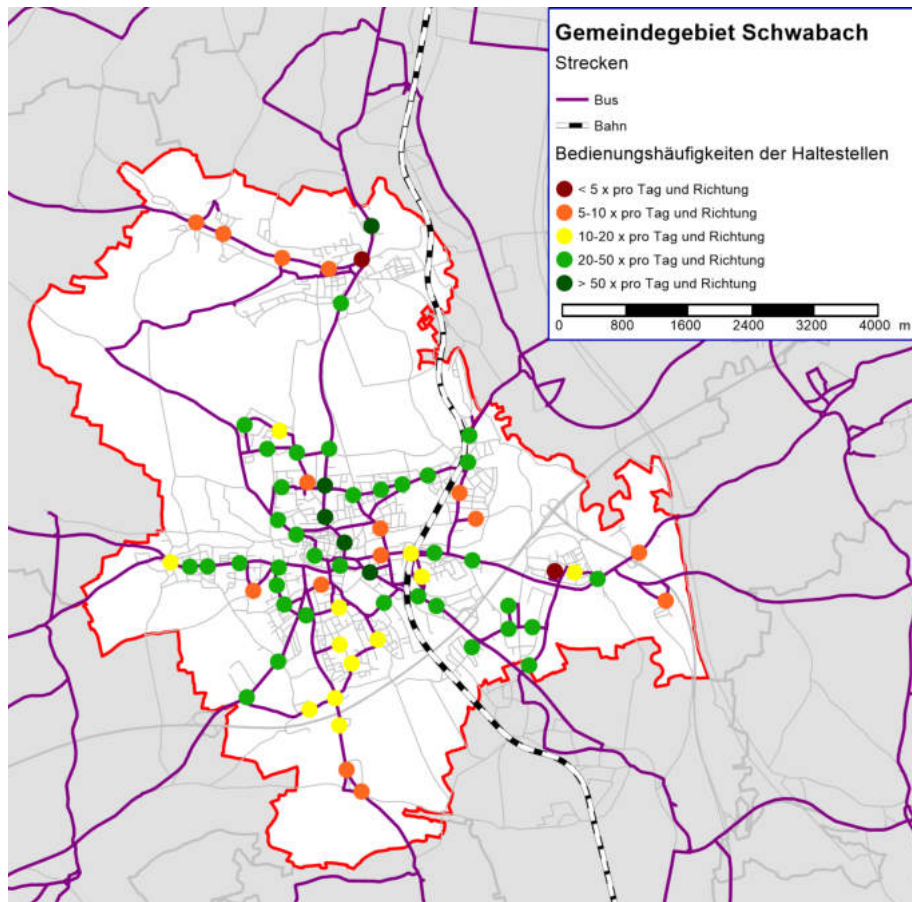 Gemeindegebiet Schwabach
Strecken
Bus
Bahn
Bedienungshäufigkeiten der Haltestellen
< 5 x pro Tag und Richtung
5-10 x pro Tag und Richtung
10-20 x pro Tag und Richtung
20-50 x pro Tag und Richtung
> 50 x pro Tag und Richtung
0 800 1600 2400 3200 4000 m